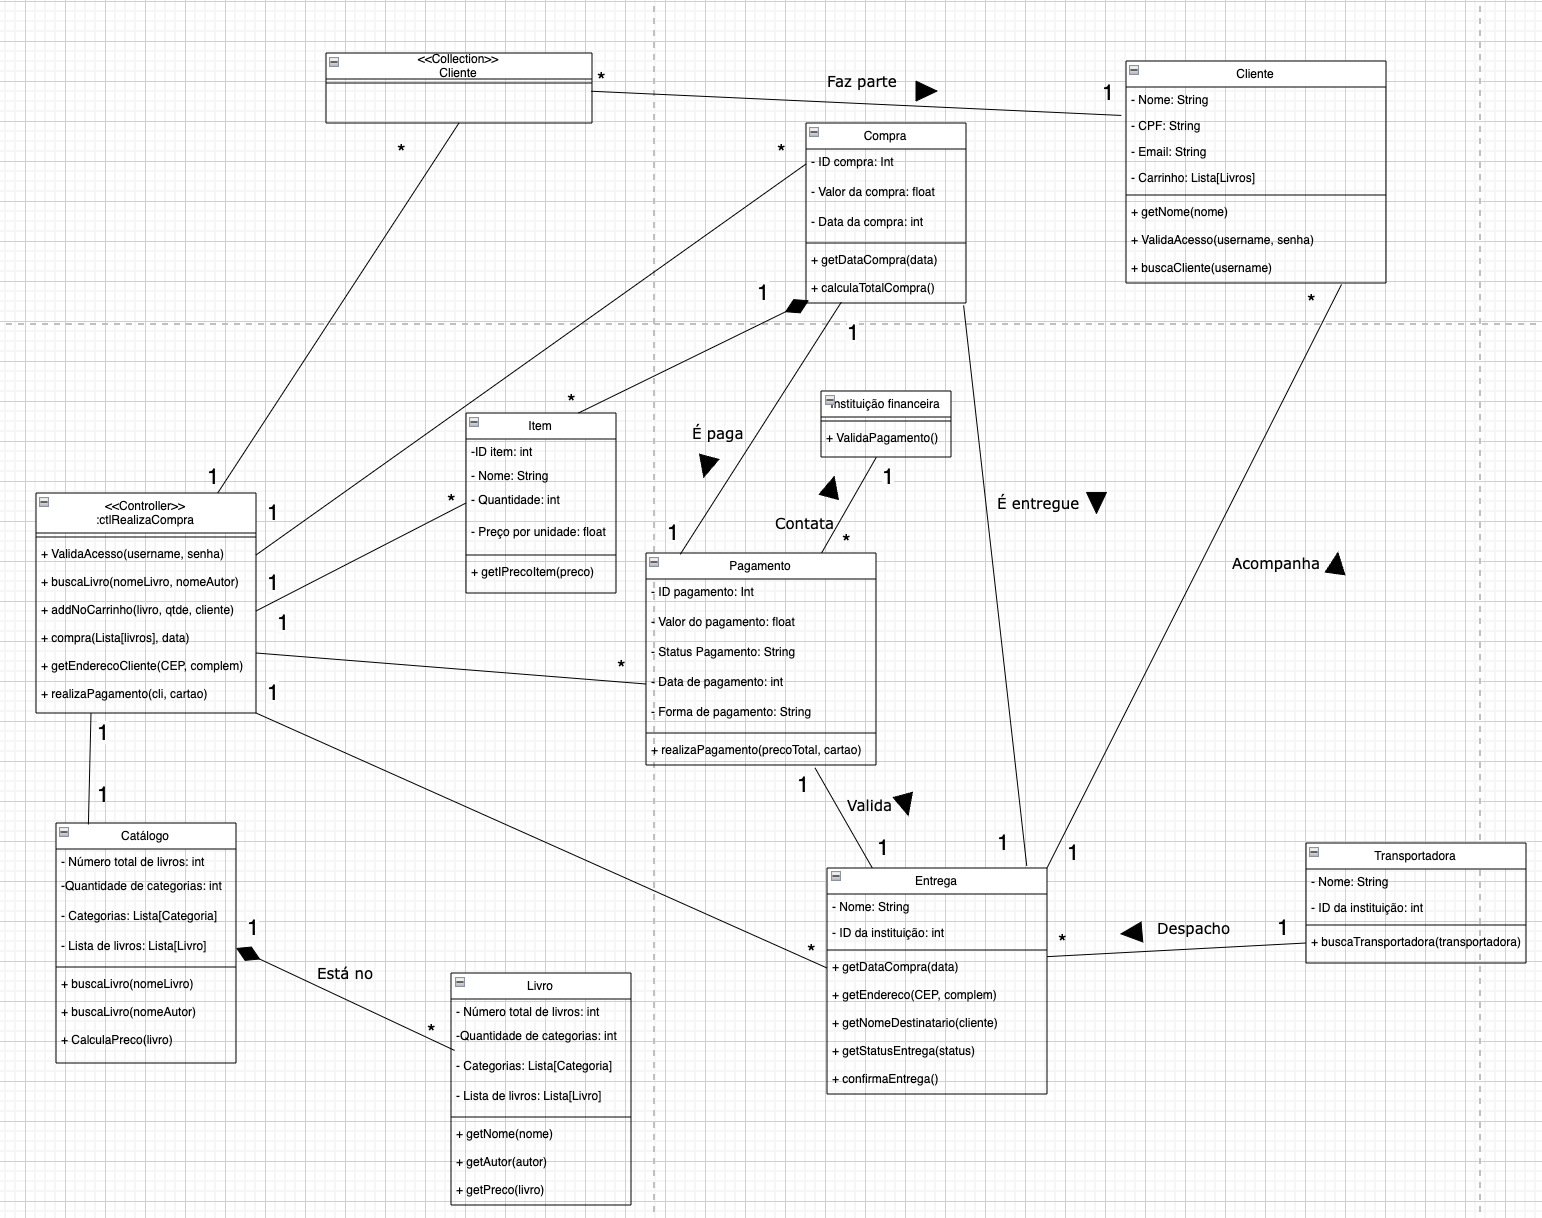 <<Collection>>
Cliente
*
Faz parte
1
Cliente
- Nome: String
- CPF: String
- Email: String
- Carrinho: Lista[Livros]
+ getNome(nome)
+ ValidaAcesso(username, senha)
+ buscaCliente(username)
*
*
*
Compra
- ID compra: Int
- Valor da compra: float
- Data da compra: int
+ getDataCompra(data)
+ calculaTotalCompra()
1
1
*
Instituição financeira
+ ValidaPagamento()
1
É paga
Contata
*
1
É entregue
Acompanha
Item
-ID item: int
- Nome: String
- Quantidade: int
- Preço por unidade: float
+ getIPrecoItem(preco)
*
1
1
1
1
1
<<Controller>>
:ctlRealizaCompra
+ ValidaAcesso(username, senha)
+ buscaLivro(nomeLivro, nomeAutor)
+ addNoCarrinho(livro, qtde, cliente)
+ compra(Lista[livros], data)
+ getEnderecoCliente(CEP, complem)
+ realizaPagamento(cli, cartao)
*
Pagamento
- ID pagamento: Int
- Valor do pagamento: float
- Status Pagamento: String
- Data de pagamento: int
- Forma de pagamento: String
+ realizaPagamento(precoTotal, cartao)
1
1
1
Valida
1
1
1
Catálogo
- Número total de livros: int
-Quantidade de categorias: int
- Categorias: Lista[Categoria]
- Lista de livros: Lista[Livro]
+ buscaLivro(nomeLivro)
+ buscaLivro(nomeAutor)
+ CalculaPreco(livro)
1
Está no
*
Livro
- Número total de livros: int
-Quantidade de categorias: int
- Categorias: Lista[Categoria]
- Lista de livros: Lista[Livro]
+ getNome(nome)
+ getAutor(autor)
+ getPreco(livro)
*
Entrega
- Nome: String
- ID da instituição: int
+ getDataCompra(data)
+ getEndereco(CEP, complem)
+ getNomeDestinatario(cliente)
+ getStatusEntrega(status)
+ confirmaEntrega()
*
Despacho
1
Transportadora
- Nome: String
- ID da instituição: int
+ buscaTransportadora(transportadora)